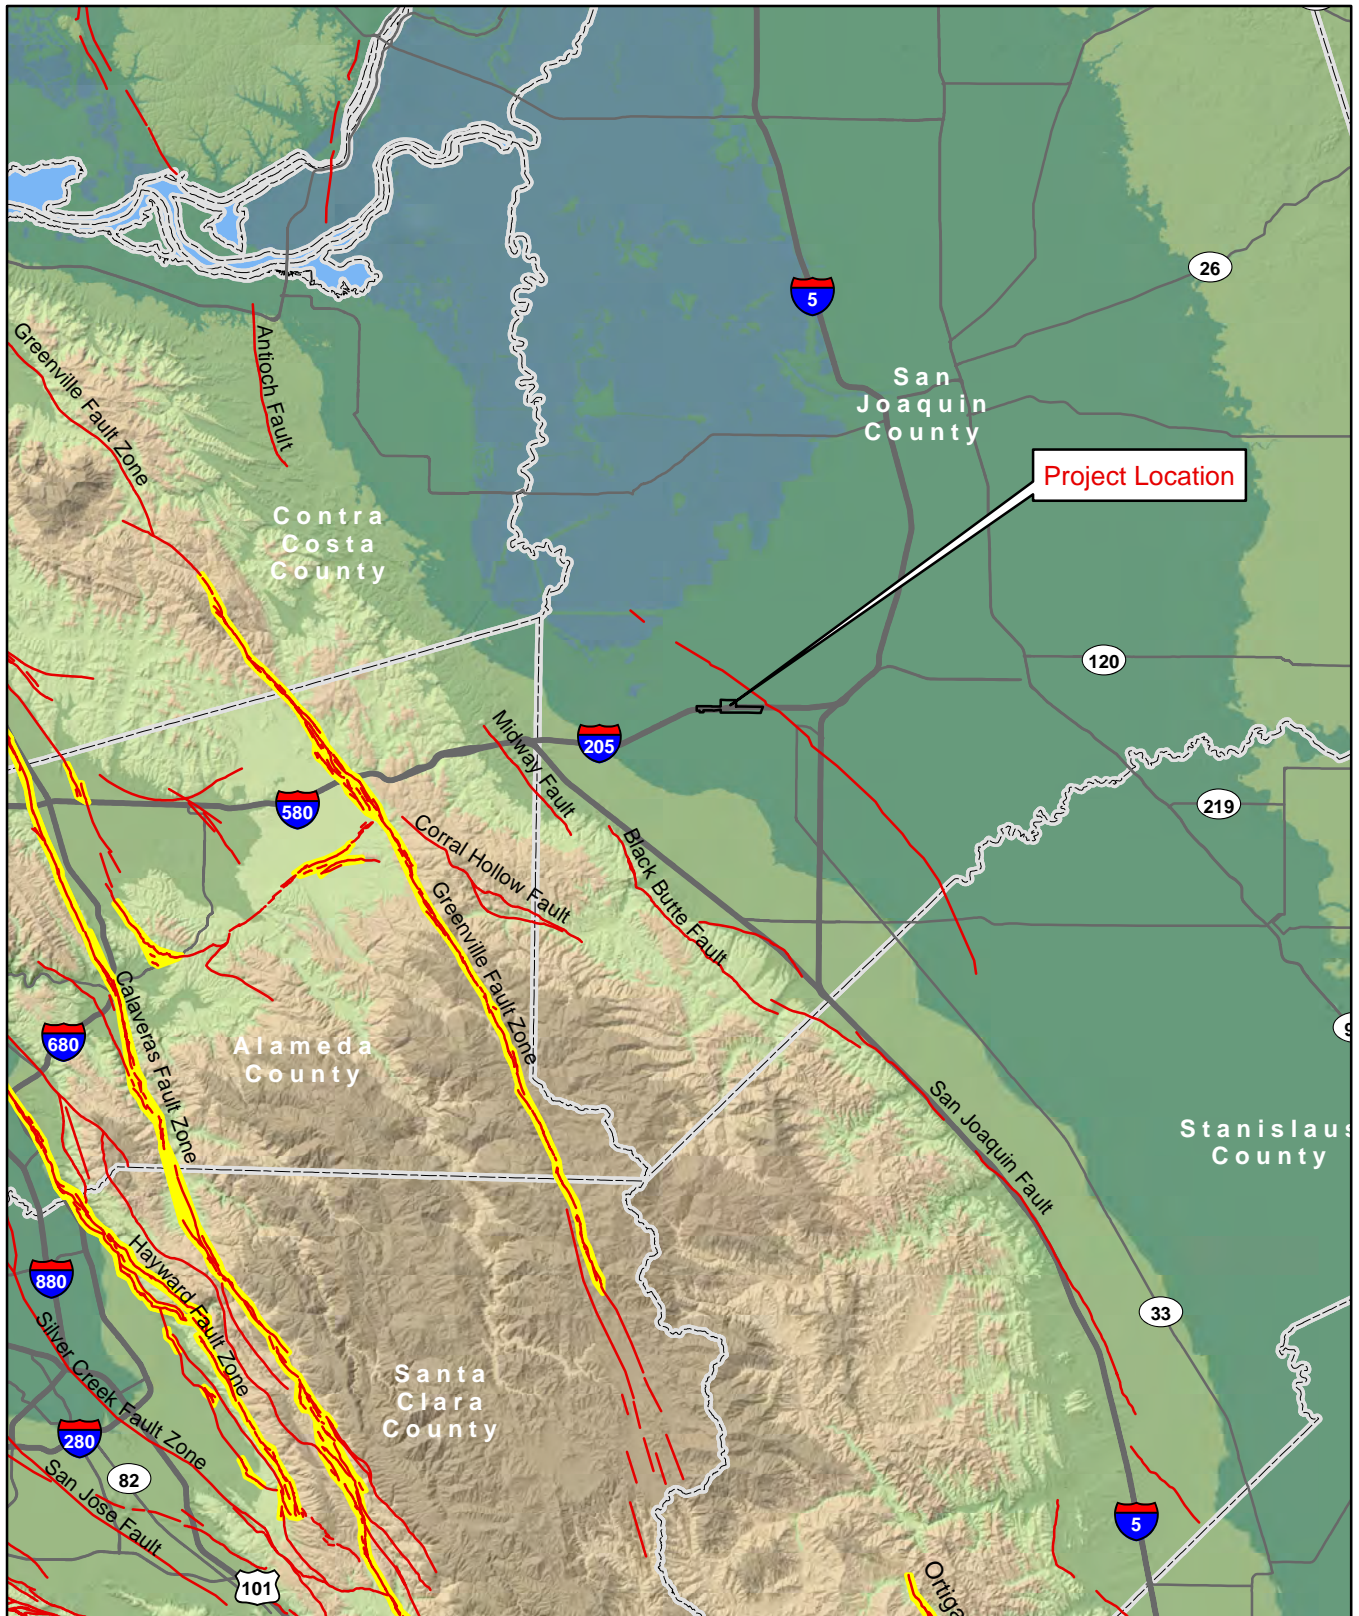 26
5
San
Joaquin
County
Greenville Fault Zone
Antioch Fault
Project Location
Contra
Costa
County
120
Midway Fault
205
580
219
Corral Hollow Fault
Black Butte Fault
Greenville Fault Zone
Calaveras Fault Zone
680
Alameda
County
9
San Joaquin Fault
Stanislaus
County
Hayward Fault Zone
880
33
Silver Creek Fault Zone
Santa
Clara
County
280
82
San Jose Fault
5
101
Ortiga